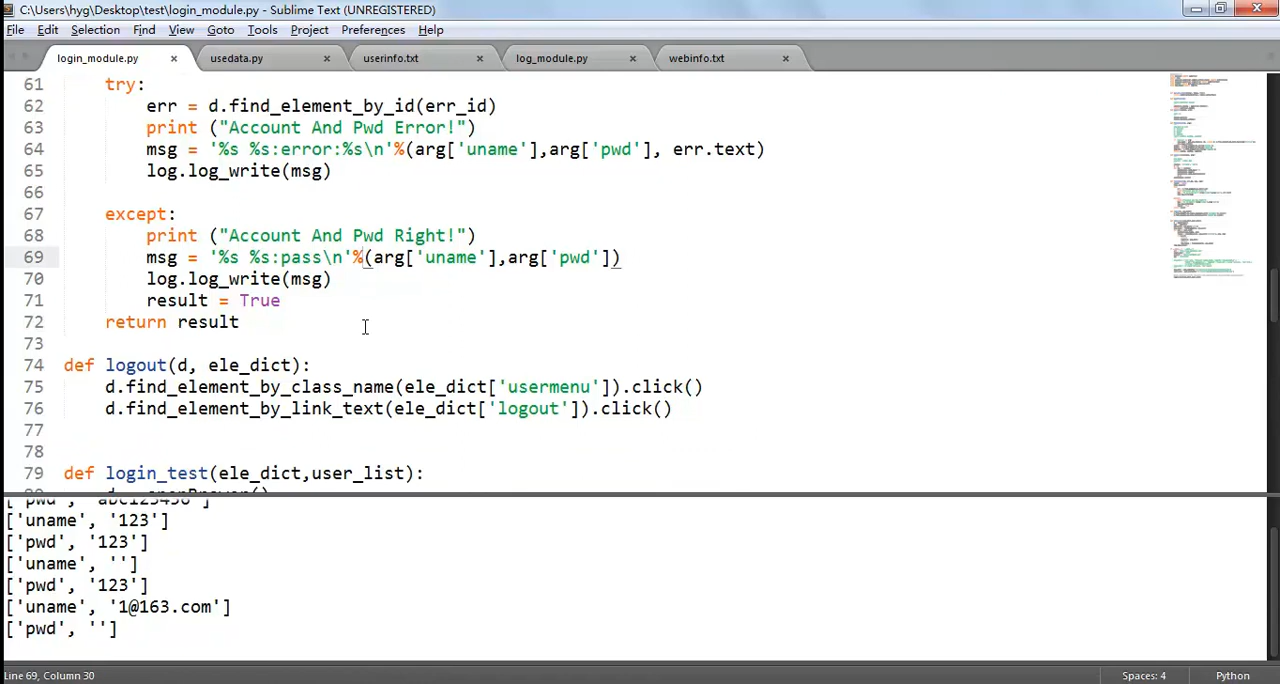 C:\Users\hyg\Desktop\test\login_module.py - Sublime Text (UNREGISTERED)
File Edit Selection Find View Goto Tools Project Preferences Help
login_module.py usedata.py userinfo.txt log_module.py webinfo.txt
61 try:
62 err = d.find_element_by_id(err_id)
63 print ("Account And Pwd Error!")
64 msg = '%s %s:error:%s\n'%(arg['uname'],arg['pwd'], err.text)
65 log.log_write(msg)
66
67 except:
68 print ("Account And Pwd Right!")
69 msg = '%s %s:pass\n'%(arg['uname'],arg['pwd'])
70 log.log_write(msg)
71 result = True
72 return result
73
74 def logout(d, ele_dict):
75 d.find_element_by_class_name(ele_dict['usermenu']).click()
76 d.find_element_by_link_text(ele_dict['logout']).click()
77
78
79 def login_test(ele_dict,user_list):
['uname', '123']
['pwd', '123']
['uname', '']
['pwd', '123']
['uname', '1@163.com']
['pwd', '']
Line 69, Column 30 Spaces: 4 Python